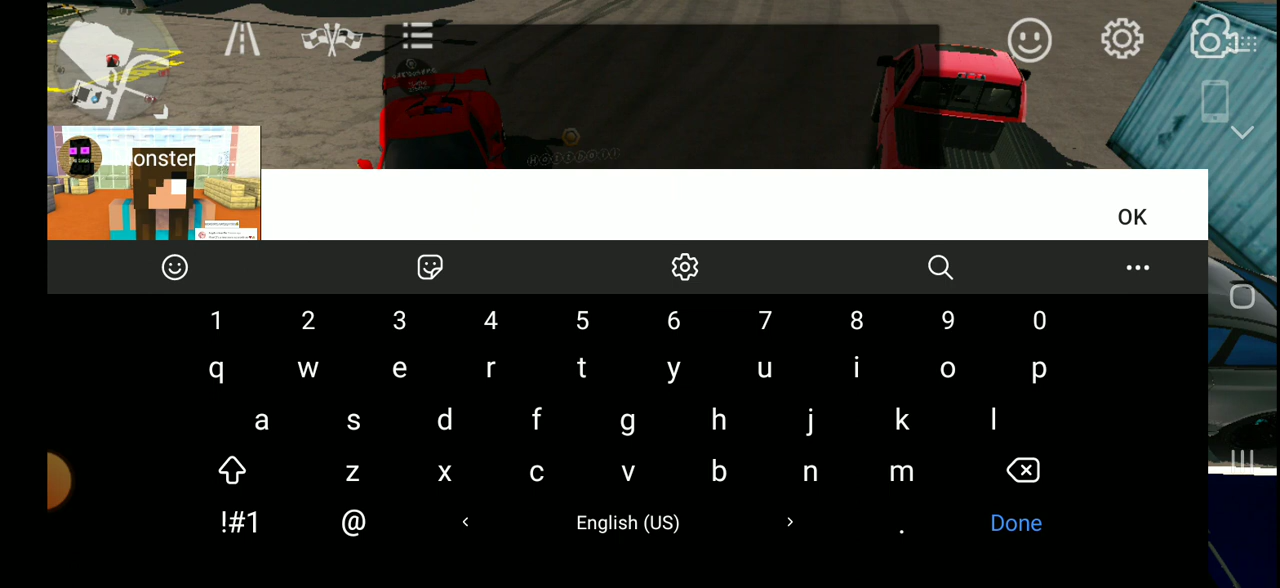 OK
1 2 3 4 5 6 7 8 9 0
q w e r t y u i o p
a s d f g h j k l
z x c v b n m
!#1 @ ‹ English (US) › . Done